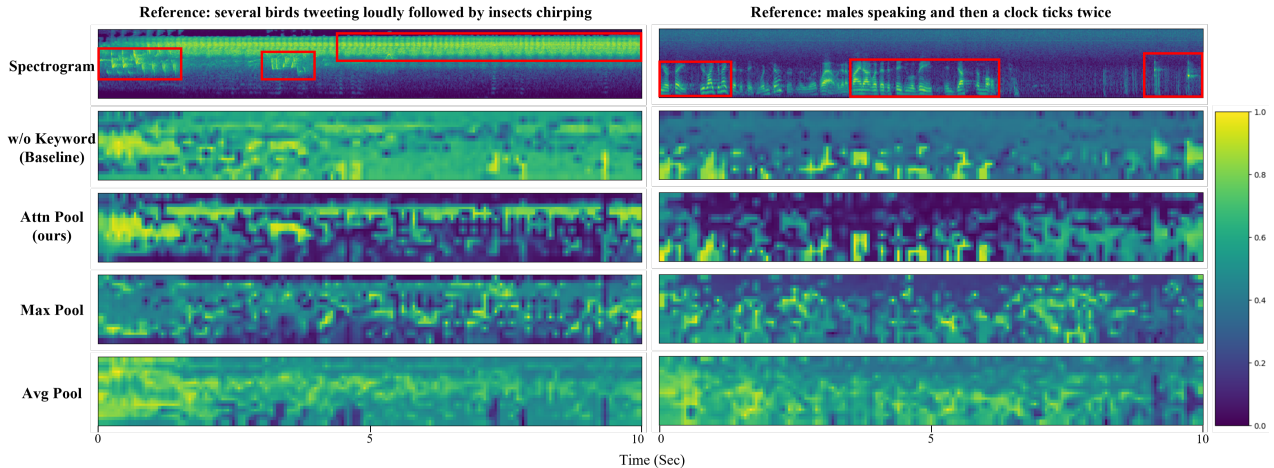 Reference: several birds tweeting loudly followed by insects chirping
Reference: males speaking and then a clock ticks twice
Spectrogram
w/o Keyword
(Baseline)
Attn Pool
(ours)
Max Pool
Avg Pool
1.0
0.8
0.6
0.4
0.2
0.0
0
5
10
0
5
10
Time (Sec)